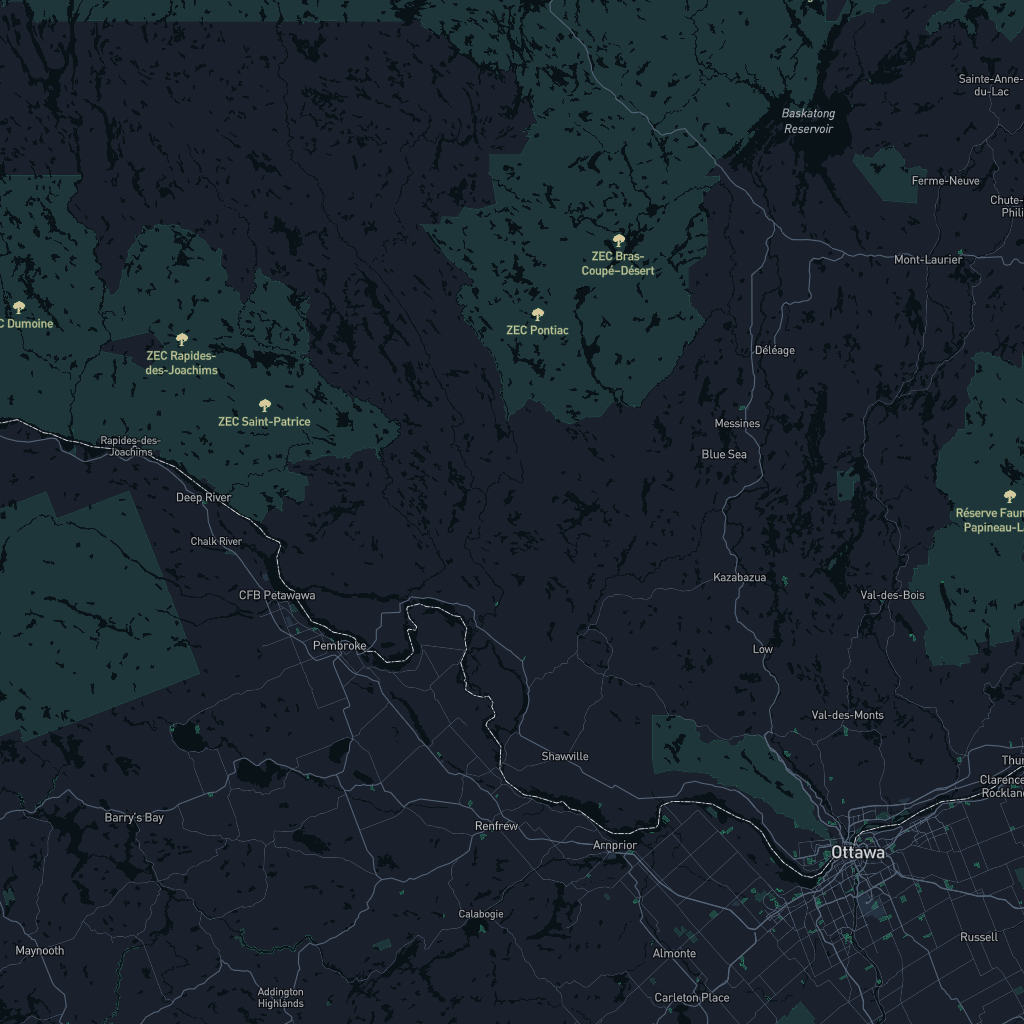 Sainte-Anne-
du-Lac
Baskatong
Reservoir
Ferme-Neuve
Chute-
ZEC Bras-
Coupé-Désert
Mont-Laurier
C Dumoine
ZEC Pontiac
ZEC Rapides-
des-Joachims
Déléage
ZEC Saint-Patrice
Messines
Rapides-des-
Joachims
Blue Sea
Deep River
Réserve Faun
Papineau-L
Chalk River
Kazabazua
CFB Petawawa
Val-des-Bois
Pembroke
Low
Val-des-Monts
Shawville
Thur
Clarence
Rockland
Barry's Bay
Renfrew
Arnprior
Ottawa
Calabogie
Russell
Maynooth
Almonte
Addington
Highlands
Carleton Place